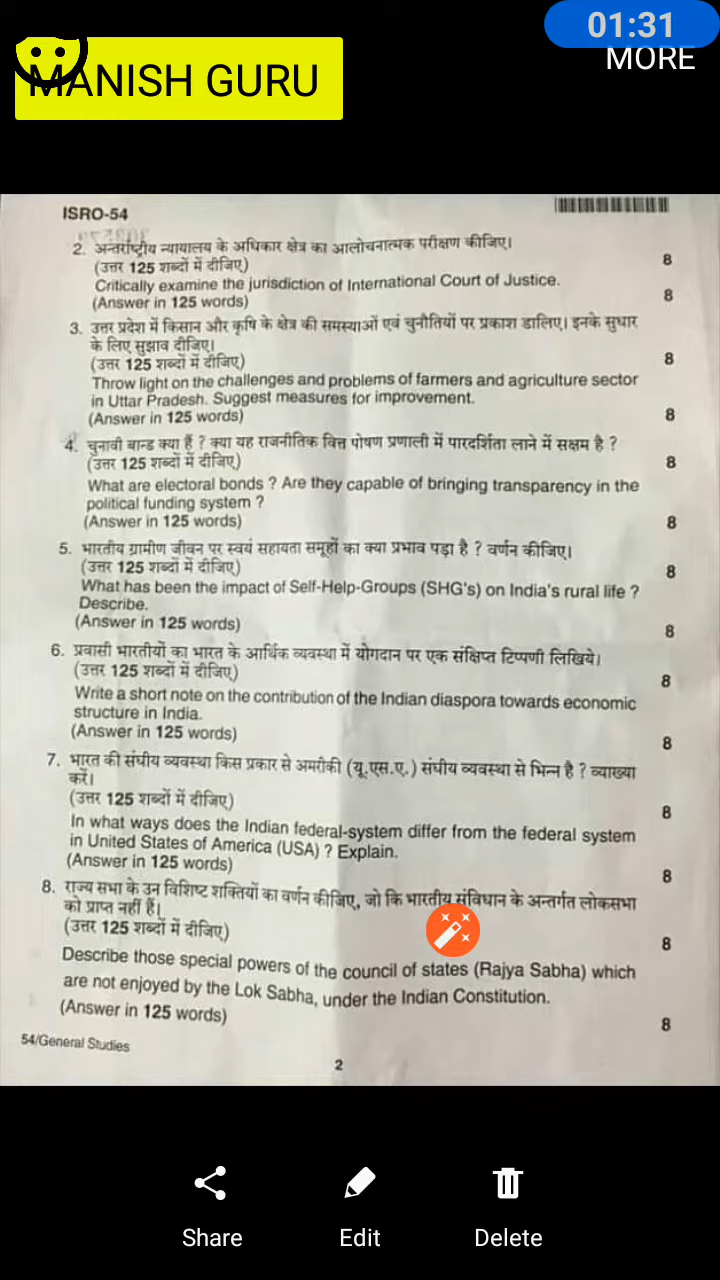 01:31
MORE
MANISH GURU
ISRO-54
2. अन्तर्राष्ट्रीय न्यायालय के अधिकार क्षेत्र का आलोचनात्मक परीक्षण कीजिए।
(उत्तर 125 शब्दों में दीजिए) 8
Critically examine the jurisdiction of International Court of Justice.
(Answer in 125 words) 8
3. उत्तर प्रदेश में किसान और कृषि के क्षेत्र की समस्याओं एवं चुनौतियों पर प्रकाश डालिए। इनके सुधार
के लिए सुझाव दीजिए।
(उत्तर 125 शब्दों में दीजिए) 8
Throw light on the challenges and problems of farmers and agriculture sector
in Uttar Pradesh. Suggest measures for improvement.
(Answer in 125 words) 8
4. चुनावी बान्ड क्या हैं ? क्या यह राजनीतिक वित्त पोषण प्रणाली में पारदर्शिता लाने में सक्षम है ?
(उत्तर 125 शब्दों में दीजिए) 8
What are electoral bonds ? Are they capable of bringing transparency in the
political funding system ?
(Answer in 125 words) 8
5. भारतीय ग्रामीण जीवन पर स्वयं सहायता समूहों का क्या प्रभाव पड़ा है ? वर्णन कीजिए।
(उत्तर 125 शब्दों में दीजिए) 8
What has been the impact of Self-Help-Groups (SHG's) on India's rural life ?
Describe.
(Answer in 125 words) 8
6. प्रवासी भारतीयों का भारत के आर्थिक व्यवस्था में योगदान पर एक संक्षिप्त टिप्पणी लिखिये।
(उत्तर 125 शब्दों में दीजिए) 8
Write a short note on the contribution of the Indian diaspora towards economic
structure in India.
(Answer in 125 words) 8
7. भारत की संघीय व्यवस्था किस प्रकार से अमरीकी (यू.एस.ए.) संघीय व्यवस्था से भिन्न है ? व्याख्या
करें।
(उत्तर 125 शब्दों में दीजिए) 8
In what ways does the Indian federal-system differ from the federal system
in United States of America (USA) ? Explain.
(Answer in 125 words) 8
8. राज्य सभा के उन विशिष्ट शक्तियों का वर्णन कीजिए, जो कि भारतीय संविधान के अन्तर्गत लोकसभा
को प्राप्त नहीं हैं।
(उत्तर 125 शब्दों में दीजिए) 8
Describe those special powers of the council of states (Rajya Sabha) which
are not enjoyed by the Lok Sabha, under the Indian Constitution.
(Answer in 125 words) 8
54/General Studies
2
Share Edit Delete